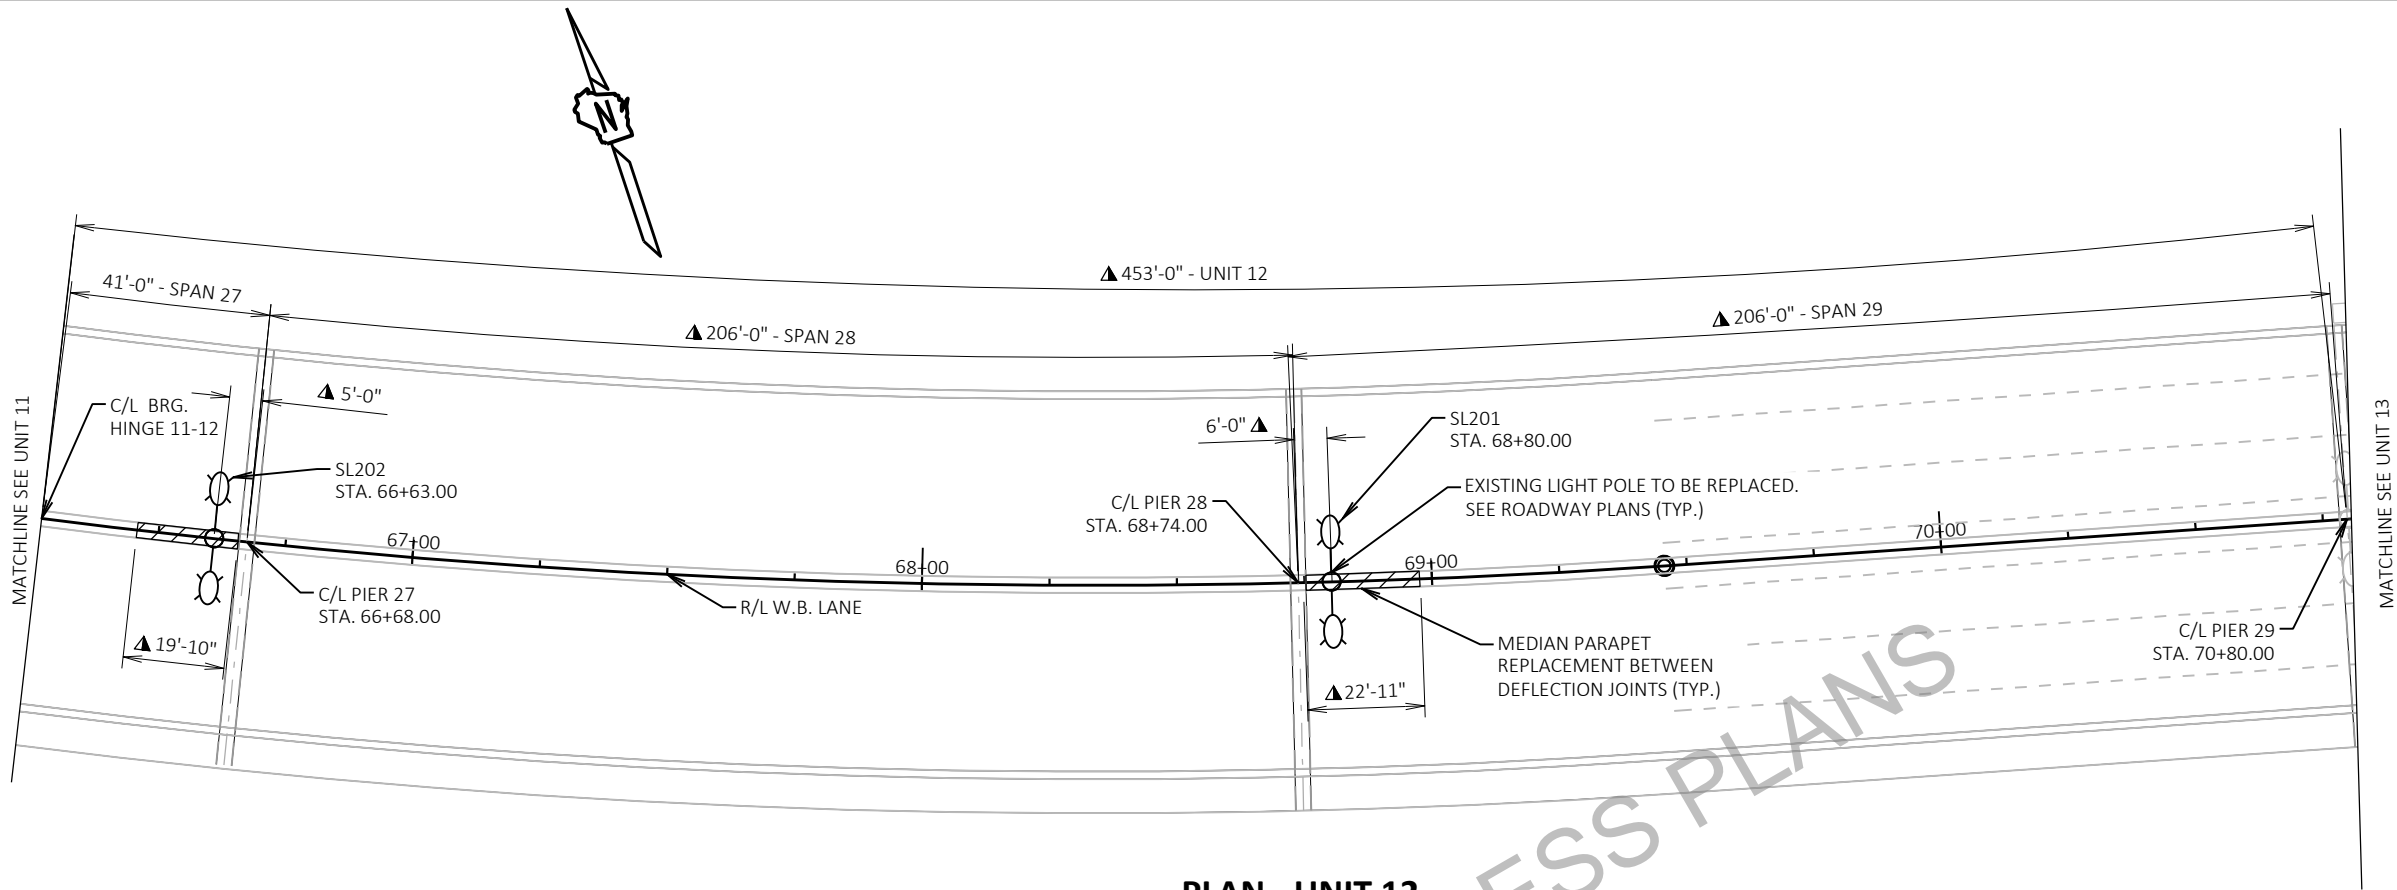 N
453'-0" - UNIT 12
41'-0" - SPAN 27
206'-0" - SPAN 28
206'-0" - SPAN 29
5'-0"
C/L BRG.
HINGE 11-12
MATCHLINE SEE UNIT 11
SL202
STA. 66+63.00
6'-0"
SL201
STA. 68+80.00
EXISTING LIGHT POLE TO BE REPLACED.
SEE ROADWAY PLANS (TYP.)
C/L PIER 28
STA. 68+74.00
MATCHLINE SEE UNIT 13
67+00
68+00
69+00
70+00
C/L PIER 27
STA. 66+68.00
R/L W.B. LANE
19'-10"
22'-11"
MEDIAN PARAPET
REPLACEMENT BETWEEN
DEFLECTION JOINTS (TYP.)
C/L PIER 29
STA. 70+80.00
ESS PLANS
PLAN - UNIT 12